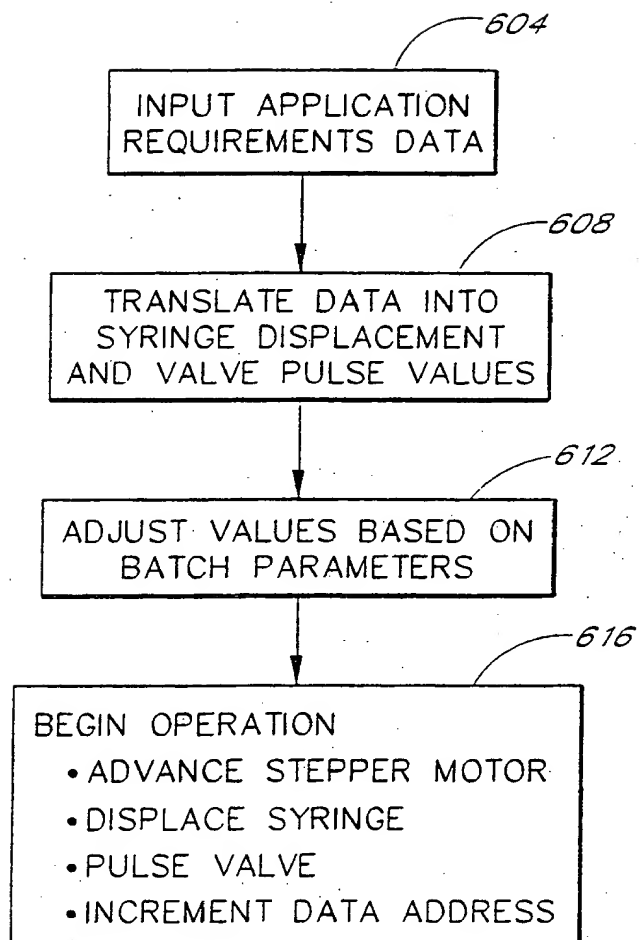 604
INPUT APPLICATION
REQUIREMENTS DATA
608
TRANSLATE DATA INTO
SYRINGE DISPLACEMENT
AND VALVE PULSE VALUES
612
ADJUST VALUES BASED ON
BATCH PARAMETERS
616
BEGIN OPERATION
• ADVANCE STEPPER MOTOR
• DISPLACE SYRINGE
• PULSE VALVE
• INCREMENT DATA ADDRESS